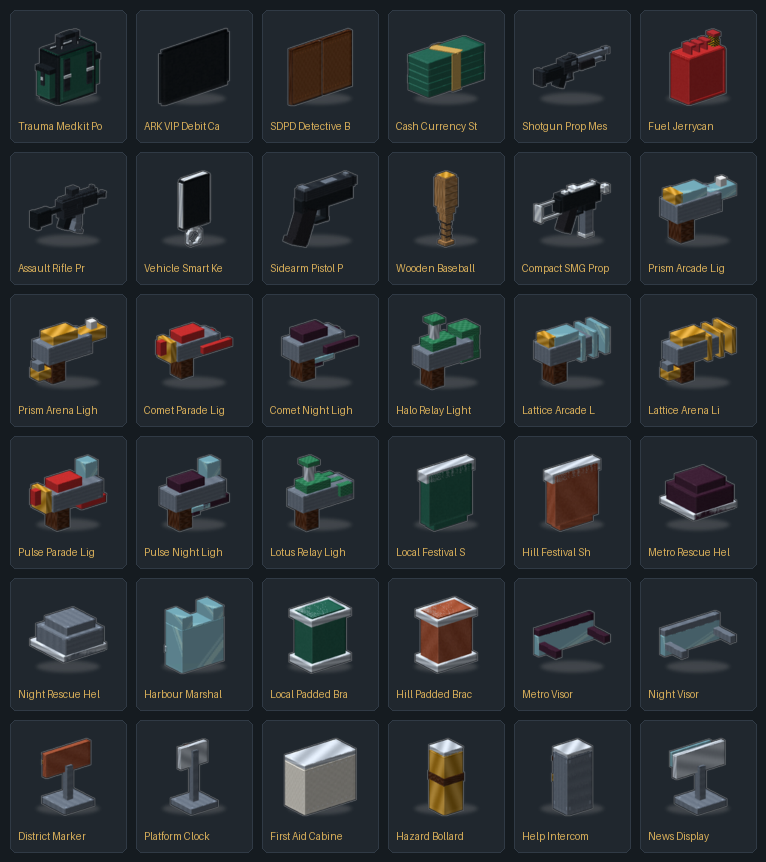 Trauma Medkit Po
ARK VIP Debit Ca
SDPD Detective B
Cash Currency St
Shotgun Prop Mes
Fuel Jerrycan
Assault Rifle Pr
Vehicle Smart Ke
Sidearm Pistol P
Wooden Baseball
Compact SMG Prop
Prism Arcade Lig
Prism Arena Ligh
Comet Parade Lig
Comet Night Ligh
Halo Relay Light
Lattice Arcade L
Lattice Arena Li
Pulse Parade Lig
Pulse Night Ligh
Lotus Relay Ligh
Local Festival S
Hill Festival Sh
Metro Rescue Hel
Night Rescue Hel
Harbour Marshal
Local Padded Bra
Hill Padded Brac
Metro Visor
Night Visor
District Marker
Platform Clock
First Aid Cabine
Hazard Bollard
Help Intercom
News Display